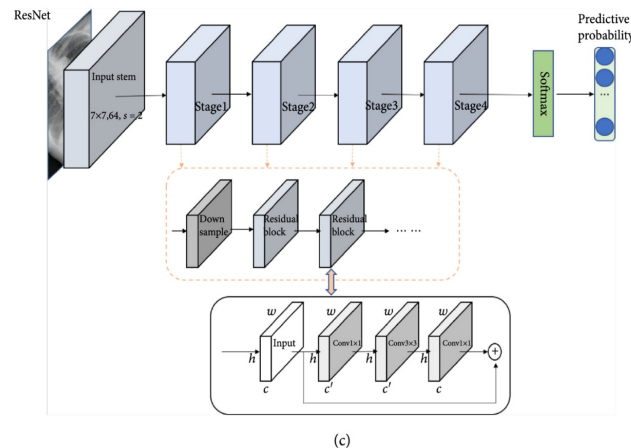 ResNet
Predictive
probability
Input stem
7×7,64, s = 2
Stage1
Stage2
Stage3
Stage4
Softmax
...
Down
sample
Residual
block
Residual
block
... ...
w
w
w
w
Input
Conv1×1
Conv3×3
Conv1×1
+
h
h
h
h
c
c'
c'
c
(c)